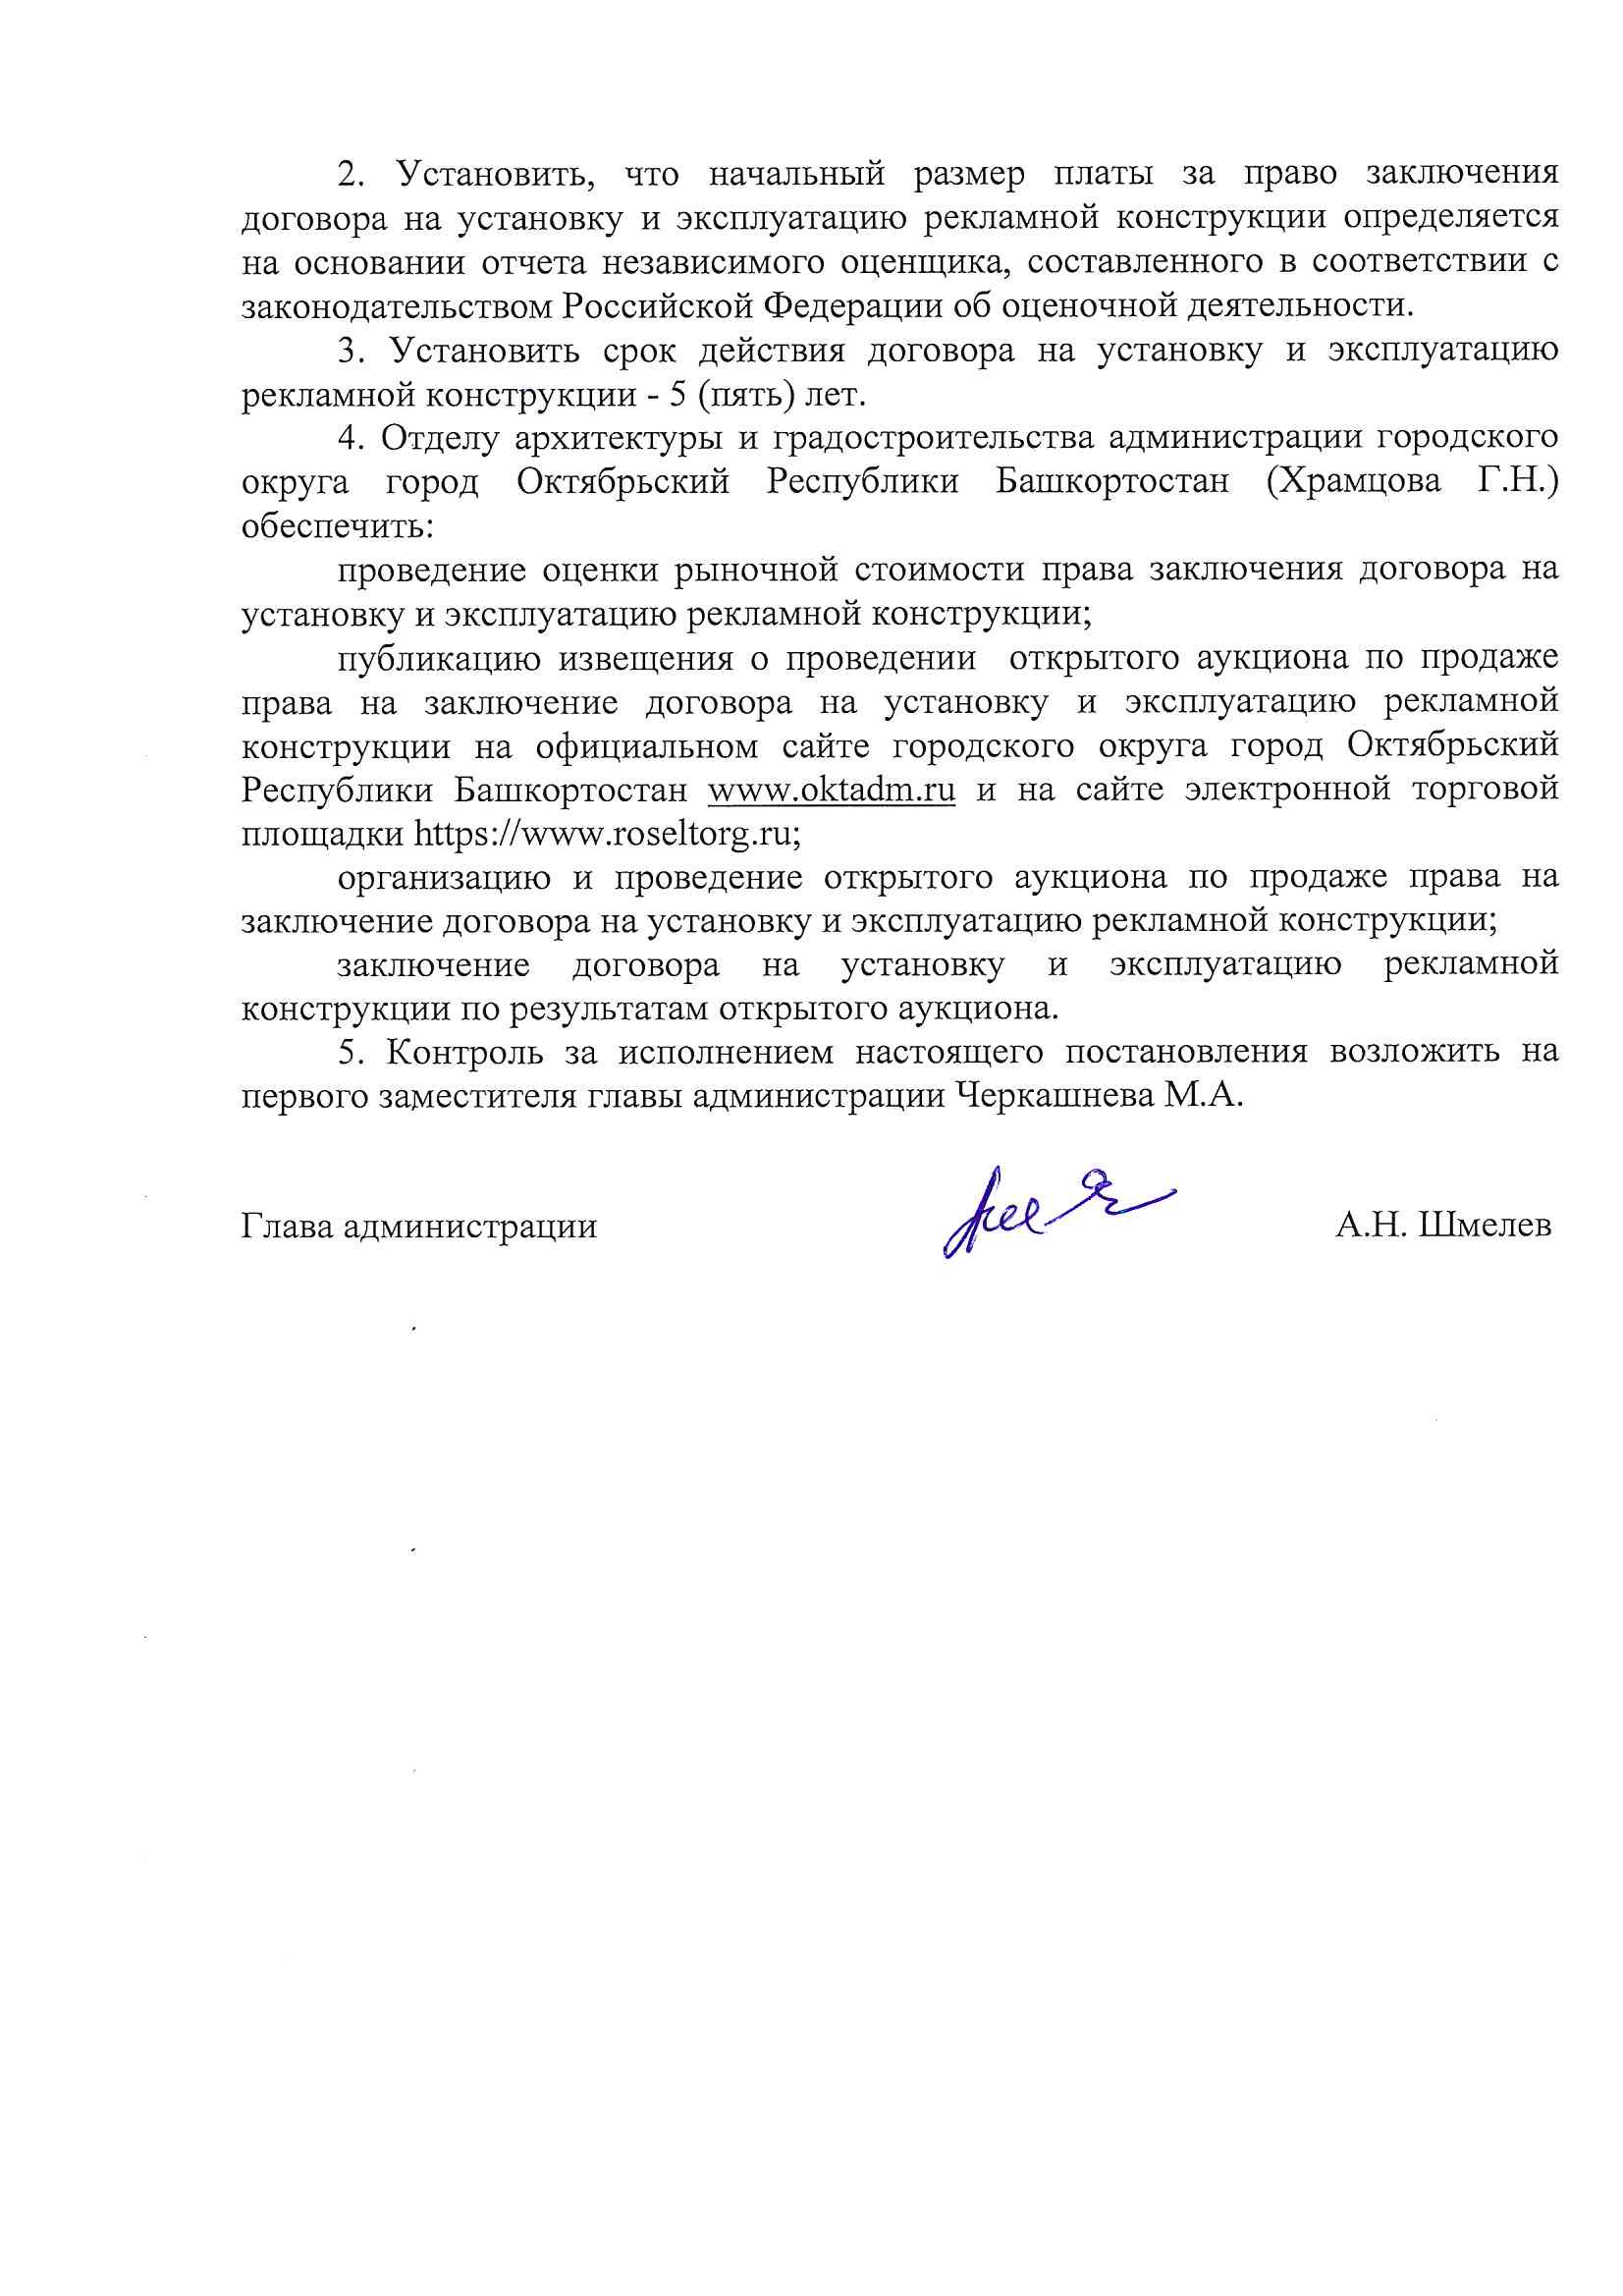 2. Установить, что начальный размер платы за право заключения
договора на установку и эксплуатацию рекламной конструкции определяется
на основании отчета независимого оценщика, составленного в соответствии с
законодательством Российской Федерации об оценочной деятельности.
3. Установить срок действия договора на установку и эксплуатацию
рекламной конструкции - 5 (пять) лет.
4. Отделу архитектуры и градостроительства администрации городского
округа город Октябрьский Республики Башкортостан (Храмцова Г.Н.)
обеспечить:
проведение оценки рыночной стоимости права заключения договора на
установку и эксплуатацию рекламной конструкции;
публикацию извещения о проведении открытого аукциона по продаже
права на заключение договора на установку и эксплуатацию рекламной
конструкции на официальном сайте городского округа город Октябрьский
Республики Башкортостан www.oktadm.ru и на сайте электронной торговой
площадки https://www.roseltorg.ru;
организацию и проведение открытого аукциона по продаже права на
заключение договора на установку и эксплуатацию рекламной конструкции;
заключение договора на установку и эксплуатацию рекламной
конструкции по результатам открытого аукциона.
5. Контроль за исполнением настоящего постановления возложить на
первого заместителя главы администрации Черкашнева М.А.
Глава администрации А.Н. Шмелев